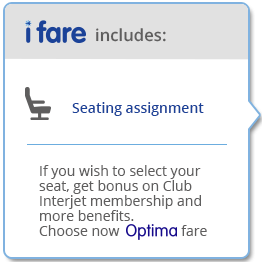 i fare includes:
Seating assignment
If you wish to select your
seat, get bonus on Club
Interjet membership and
more benefits.
Choose now Optima fare